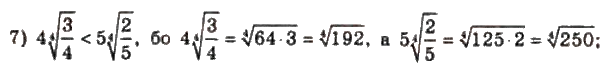 7) 4∜(3/4) < 5∜(2/5), бо 4∜(3/4) = ∜(64·3) = ∜192, а 5∜(2/5) = ∜(125·2) = ∜250;